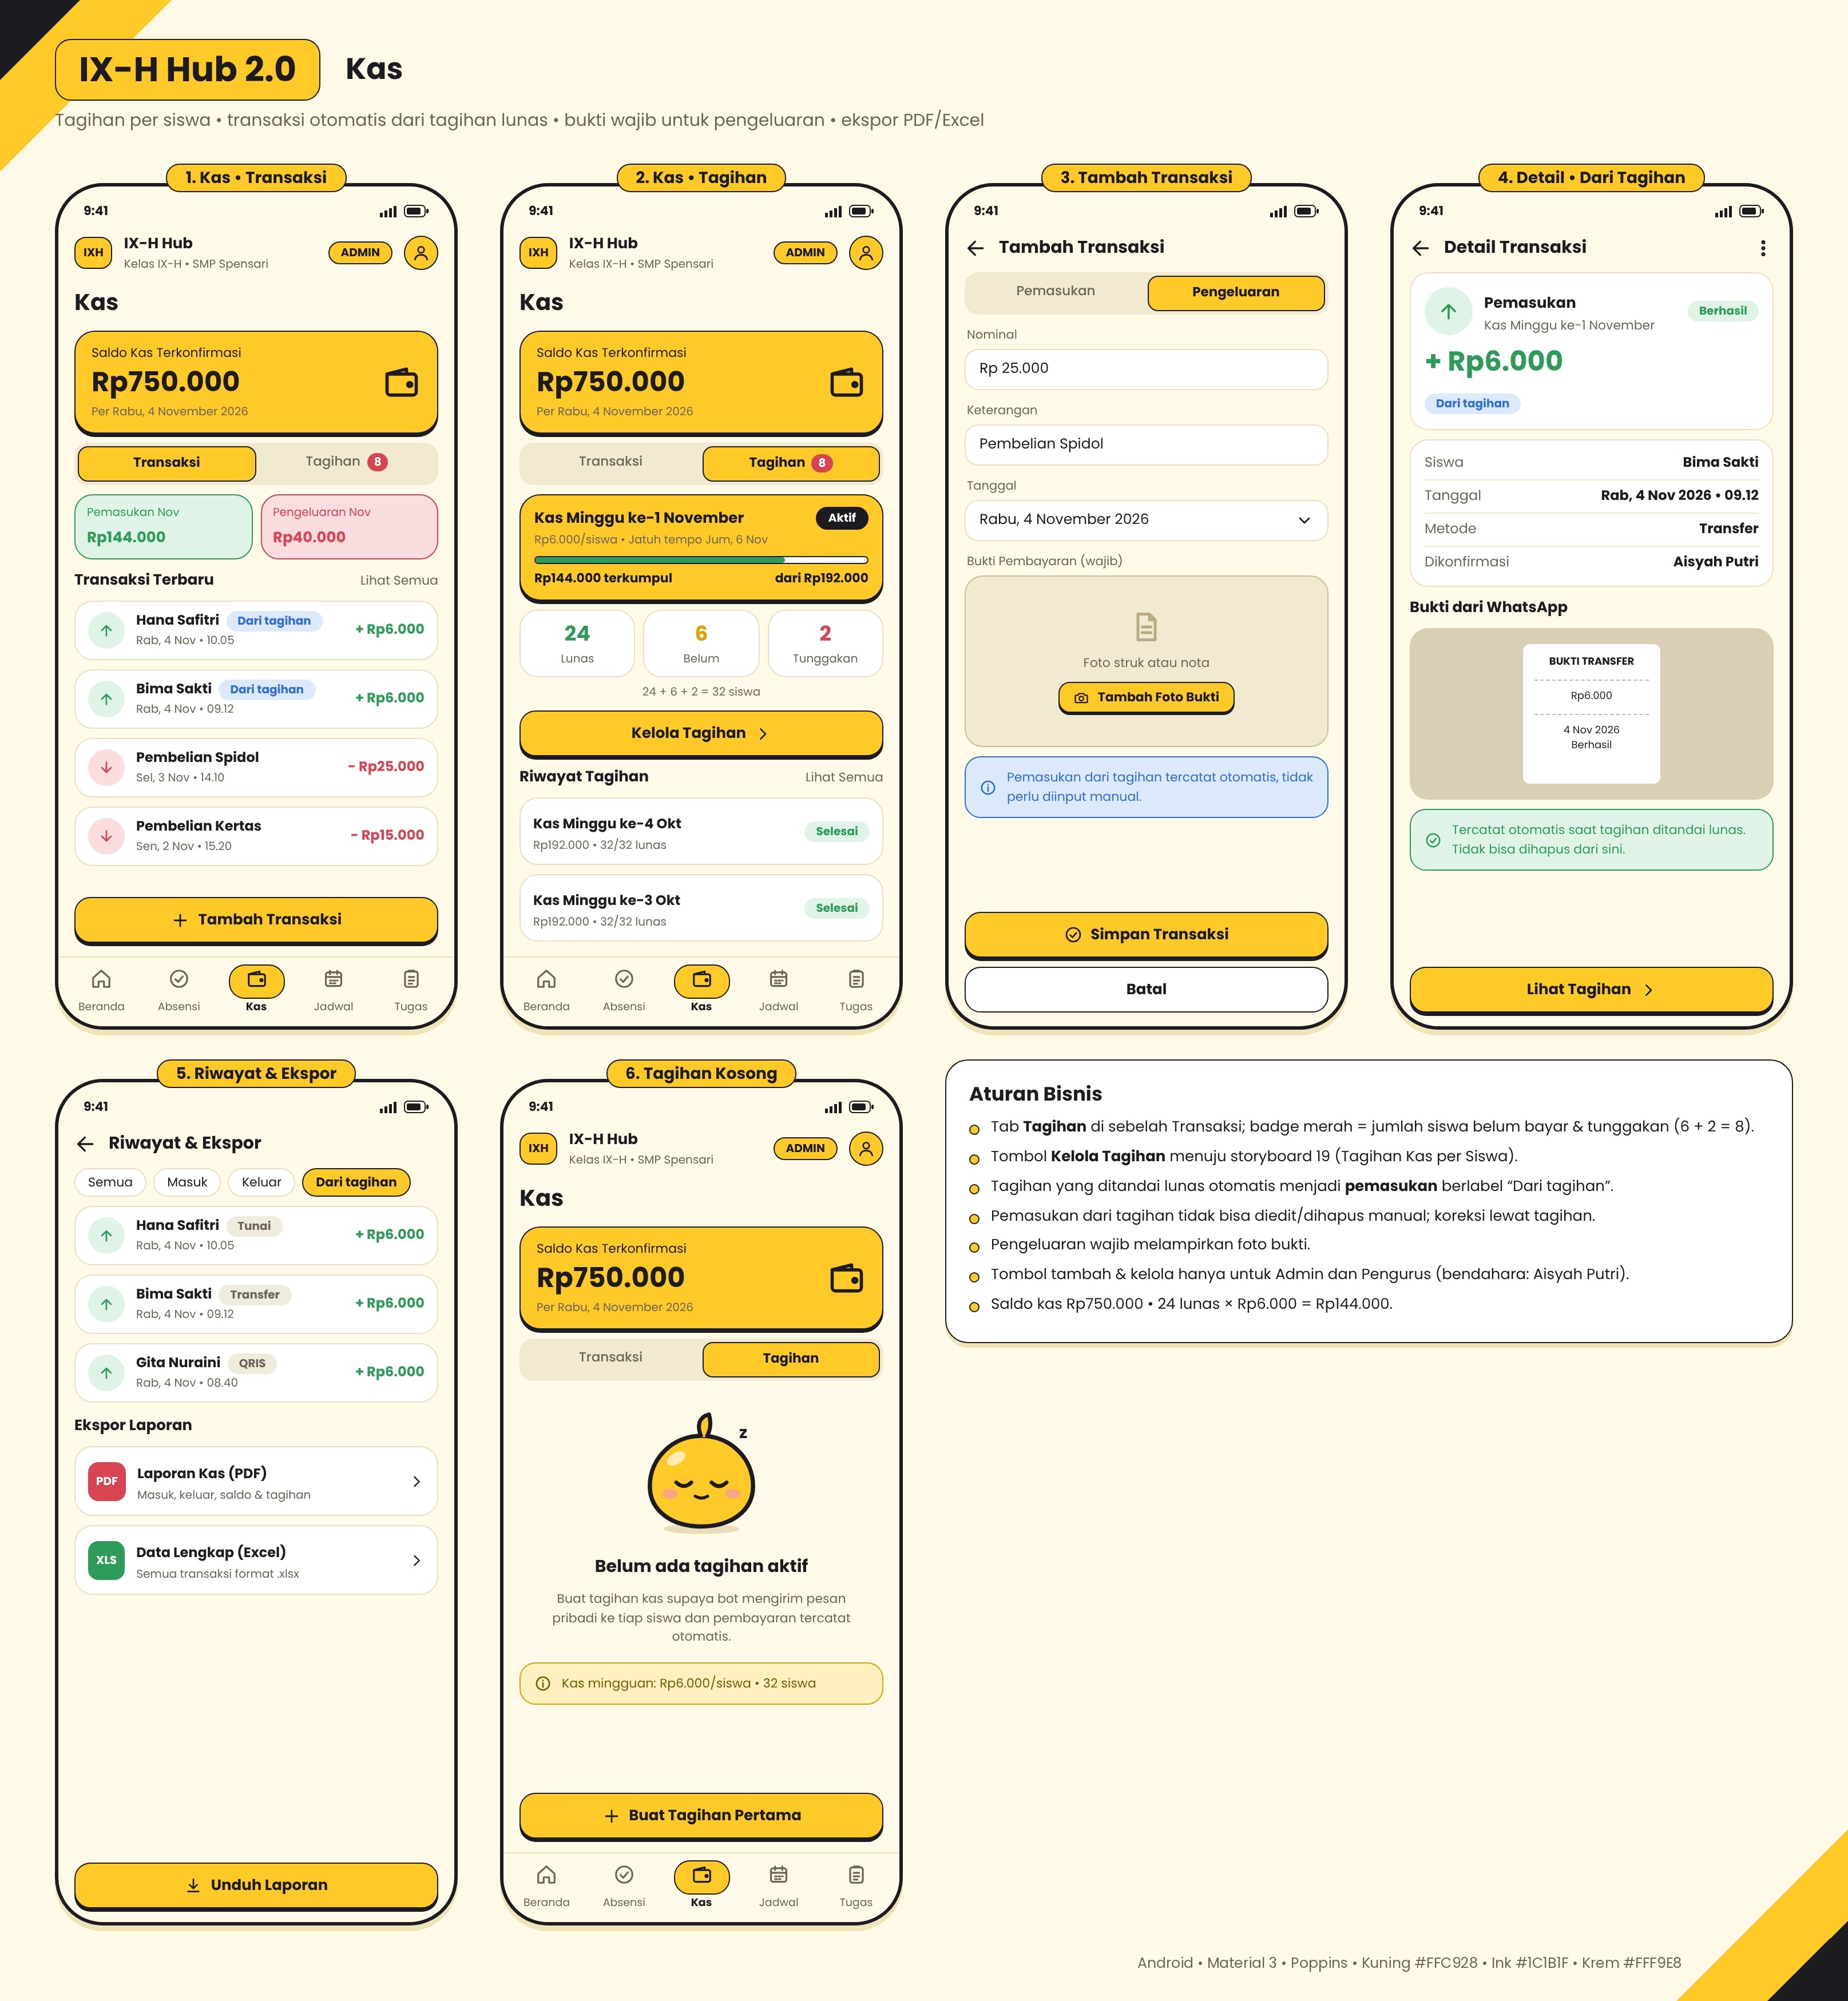 IX-H Hub 2.0
Kas
Tagihan per siswa • transaksi otomatis dari tagihan lunas • bukti wajib untuk pengeluaran • ekspor PDF/Excel
1. Kas • Transaksi
9:41
IXH
IX-H Hub
Kelas IX-H • SMP Spensari
ADMIN
Kas
Saldo Kas Terkonfirmasi
Rp750.000
Per Rabu, 4 November 2026
Transaksi
Tagihan 8
Pemasukan Nov
Rp144.000
Pengeluaran Nov
Rp40.000
Transaksi Terbaru
Lihat Semua
Hana Safitri Dari tagihan
Rab, 4 Nov • 10.05
+ Rp6.000
Bima Sakti Dari tagihan
Rab, 4 Nov • 09.12
+ Rp6.000
Pembelian Spidol
Sel, 3 Nov • 14.10
- Rp25.000
Pembelian Kertas
Sen, 2 Nov • 15.20
- Rp15.000
+ Tambah Transaksi
Beranda
Absensi
Kas
Jadwal
Tugas
2. Kas • Tagihan
9:41
IXH
IX-H Hub
Kelas IX-H • SMP Spensari
ADMIN
Kas
Saldo Kas Terkonfirmasi
Rp750.000
Per Rabu, 4 November 2026
Transaksi
Tagihan 8
Kas Minggu ke-1 November
Aktif
Rp6.000/siswa • Jatuh tempo Jum, 6 Nov
Rp144.000 terkumpul
dari Rp192.000
24
Lunas
6
Belum
2
Tunggakan
24 + 6 + 2 = 32 siswa
Kelola Tagihan
Riwayat Tagihan
Lihat Semua
Kas Minggu ke-4 Okt
Rp192.000 • 32/32 lunas
Selesai
Kas Minggu ke-3 Okt
Rp192.000 • 32/32 lunas
Selesai
Beranda
Absensi
Kas
Jadwal
Tugas
3. Tambah Transaksi
9:41
Tambah Transaksi
Pemasukan
Pengeluaran
Nominal
Rp 25.000
Keterangan
Pembelian Spidol
Tanggal
Rabu, 4 November 2026
Bukti Pembayaran (wajib)
Foto struk atau nota
Tambah Foto Bukti
Pemasukan dari tagihan tercatat otomatis, tidak
perlu diinput manual.
Simpan Transaksi
Batal
4. Detail • Dari Tagihan
9:41
Detail Transaksi
Pemasukan
Kas Minggu ke-1 November
Berhasil
+ Rp6.000
Dari tagihan
Siswa
Bima Sakti
Tanggal
Rab, 4 Nov 2026 • 09.12
Metode
Transfer
Dikonfirmasi
Aisyah Putri
Bukti dari WhatsApp
BUKTI TRANSFER
Rp6.000
4 Nov 2026
Berhasil
Tercatat otomatis saat tagihan ditandai lunas.
Tidak bisa dihapus dari sini.
Lihat Tagihan
5. Riwayat & Ekspor
9:41
Riwayat & Ekspor
Semua
Masuk
Keluar
Dari tagihan
Hana Safitri Tunai
Rab, 4 Nov • 10.05
+ Rp6.000
Bima Sakti Transfer
Rab, 4 Nov • 09.12
+ Rp6.000
Gita Nuraini QRIS
Rab, 4 Nov • 08.40
+ Rp6.000
Ekspor Laporan
PDF
Laporan Kas (PDF)
Masuk, keluar, saldo & tagihan
XLS
Data Lengkap (Excel)
Semua transaksi format .xlsx
Unduh Laporan
6. Tagihan Kosong
9:41
IXH
IX-H Hub
Kelas IX-H • SMP Spensari
ADMIN
Kas
Saldo Kas Terkonfirmasi
Rp750.000
Per Rabu, 4 November 2026
Transaksi
Tagihan
z
Belum ada tagihan aktif
Buat tagihan kas supaya bot mengirim pesan
pribadi ke tiap siswa dan pembayaran tercatat
otomatis.
Kas mingguan: Rp6.000/siswa • 32 siswa
+ Buat Tagihan Pertama
Beranda
Absensi
Kas
Jadwal
Tugas
Aturan Bisnis
Tab Tagihan di sebelah Transaksi; badge merah = jumlah siswa belum bayar & tunggakan (6 + 2 = 8).
Tombol Kelola Tagihan menuju storyboard 19 (Tagihan Kas per Siswa).
Tagihan yang ditandai lunas otomatis menjadi pemasukan berlabel “Dari tagihan”.
Pemasukan dari tagihan tidak bisa diedit/dihapus manual; koreksi lewat tagihan.
Pengeluaran wajib melampirkan foto bukti.
Tombol tambah & kelola hanya untuk Admin dan Pengurus (bendahara: Aisyah Putri).
Saldo kas Rp750.000 • 24 lunas × Rp6.000 = Rp144.000.
Android • Material 3 • Poppins • Kuning #FFC928 • Ink #1C1B1F • Krem #FFF9E8